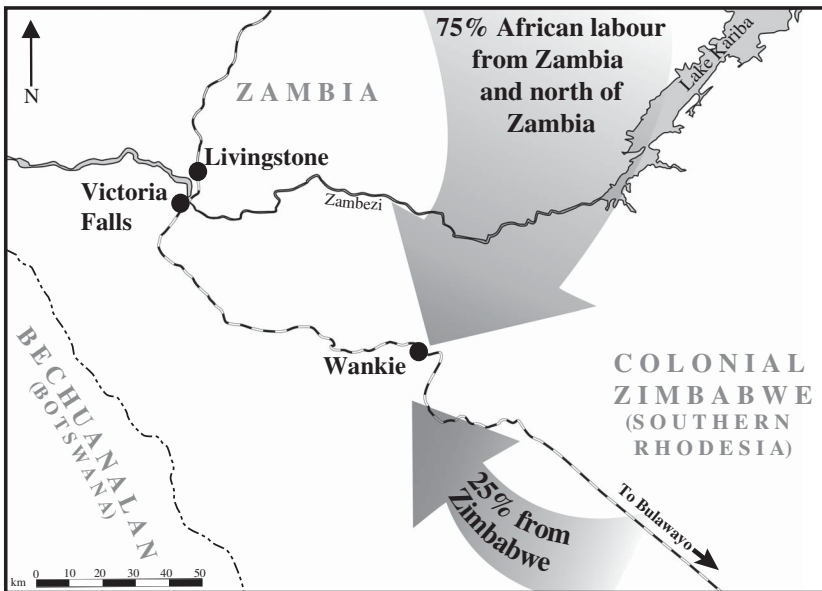 75% African labour
from Zambia
and north of
Zambia
Lake Kariba
N
ZAMBIA
Livingstone
Victoria
Falls
Zambezi
Wankie
BECHUANALAN
(BOTSWANA)
COLONIAL
ZIMBABWE
(SOUTHERN
RHODESIA)
25% from
Zimbabwe
To Bulawayo
km 0 10 20 30 40 50